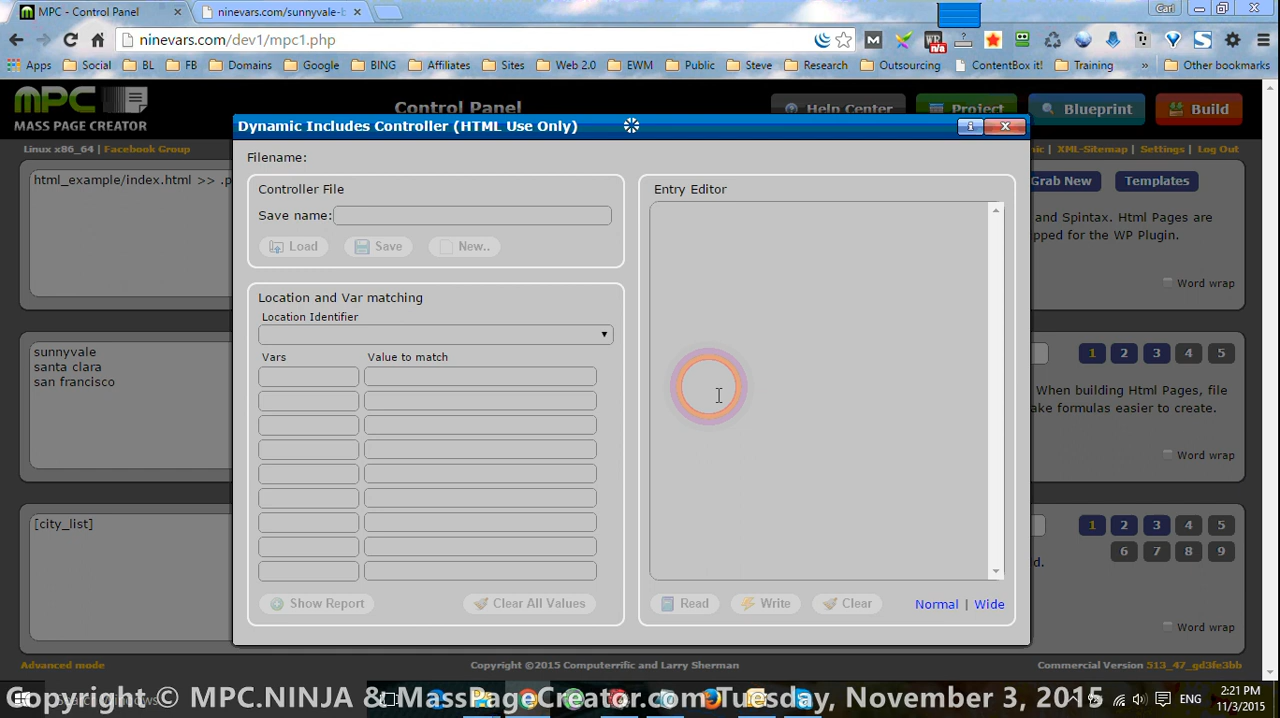 MPC - Control Panel
ninevars.com/sunnyvale-b
Carl
ninevars.com/dev1/mpc1.php
Apps Social BL FB Domains Google BING Affiliates Sites Web 2.0 EWM Public Steve Research Outsourcing ContentBox it! Training » Other bookmarks
MPC
MASS PAGE CREATOR
Control Panel
Help Center Project Blueprint Build
Linux x86_64 | Facebook Group
XML-Sitemap | Settings | Log Out
Dynamic Includes Controller (HTML Use Only)
Filename:
html_example/index.html >> .p
Controller File
Save name:
Load Save New..
Entry Editor
Grab New Templates
and Spintax. Html Pages are
pped for the WP Plugin.
Word wrap
Location and Var matching
Location Identifier
Vars Value to match
sunnyvale
santa clara
san francisco
1 2 3 4 5
When building Html Pages, file
ake formulas easier to create.
Word wrap
[city_list]
1 2 3 4 5
6 7 8 9
Word wrap
Show Report Clear All Values
Read Write Clear Normal | Wide
Advanced mode
Copyright ©2015 Computerrific and Larry Sherman
Commercial Version 513_47_gd3fe3bb
Copyright © MPC.NINJA & MassPageCreator.com Tuesday, November 3, 2015
ENG
2:21 PM
11/3/2015